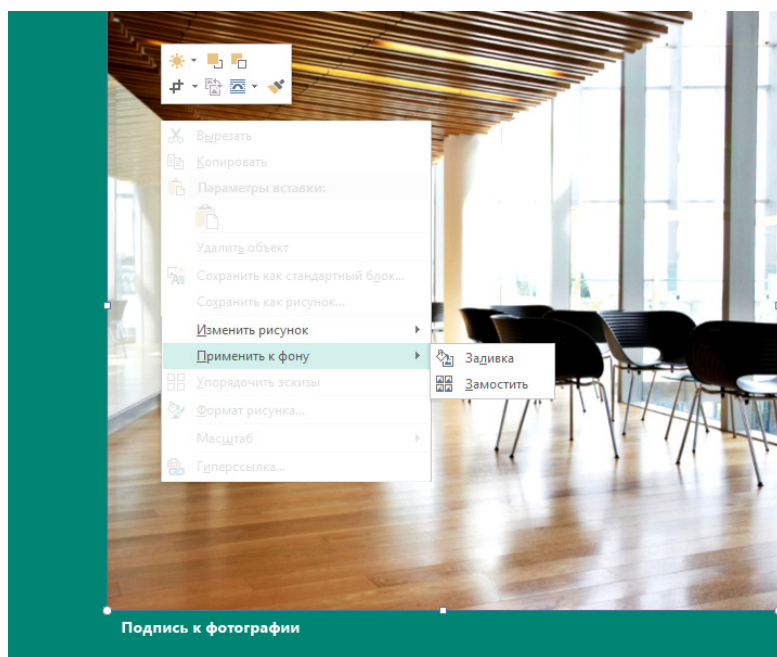 Вырезать
Копировать
Параметры вставки:
Удалить объект
Сохранить как стандартный блок...
Сохранить как рисунок...
Изменить рисунок
Применить к фону
Заливка
Замостить
Упорядочить эскизы
Формат рисунка...
Масштаб
Гиперссылка...
Подпись к фотографии